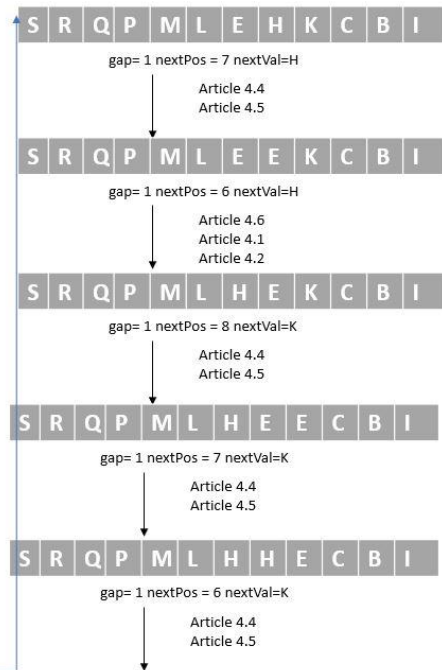 S R Q P M L E H K C B I
gap= 1 nextPos = 7 nextVal=H
Article 4.4
Article 4.5
S R Q P M L E E K C B I
gap= 1 nextPos = 6 nextVal=H
Article 4.6
Article 4.1
Article 4.2
S R Q P M L H E K C B I
gap= 1 nextPos = 8 nextVal=K
Article 4.4
Article 4.5
S R Q P M L H E E C B I
gap= 1 nextPos = 7 nextVal=K
Article 4.4
Article 4.5
S R Q P M L H H E C B I
gap= 1 nextPos = 6 nextVal=K
Article 4.4
Article 4.5